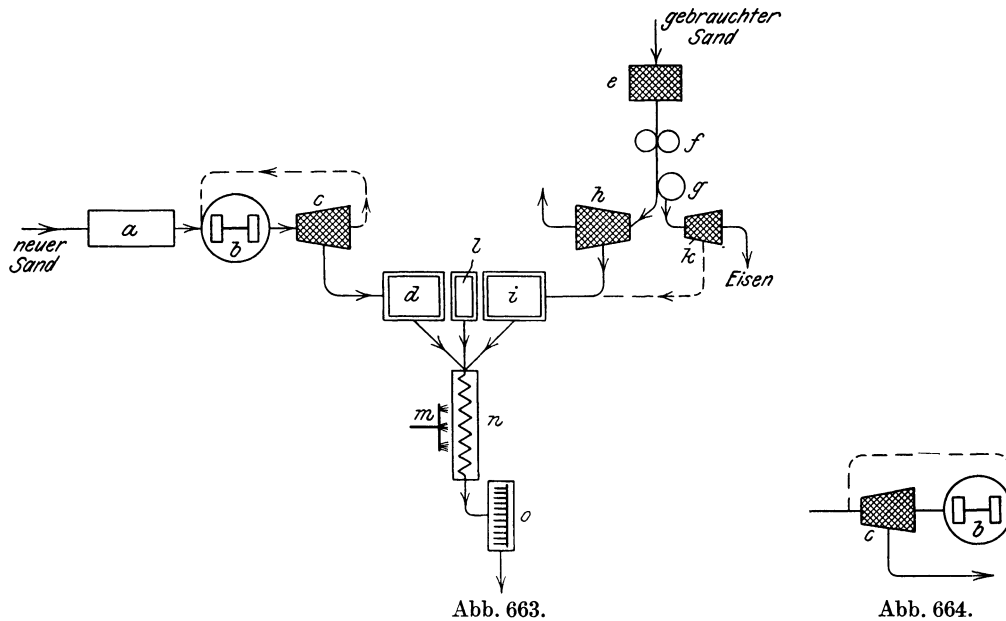 gebrauchter
Sand
e
f
g
h
k
Eisen
neuer
Sand
a
b
c
d
l
i
m
n
o
c
b
Abb. 663.
Abb. 664.